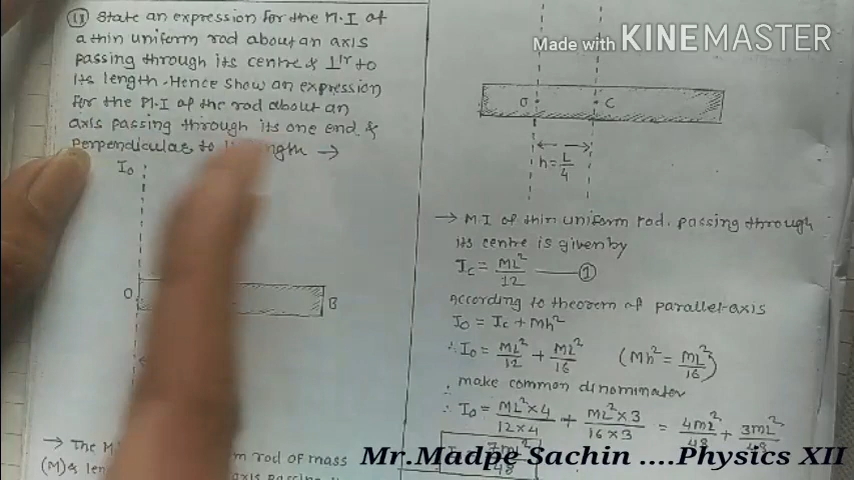 (13) State an expression for the M.I of
a thin uniform rod about an axis
passing through its centre & ⊥lr to
its length. Hence show an expression
for the M.I of the rod about an
axis passing through its one end &
Perpendicular to →
I₀
O
B
→ The
rod of mass
(M) &
Made with KINEMASTER
O
C
h = L/4
→ M.I of thin uniform rod. passing through
its centre is given by
Ic = ML²/12 —— ①
according to theorem of parallel-axis
I₀ = Ic + Mh²
∴ I₀ = ML²/12 + ML²/16 (Mh² = ML²/16)
∴ make common dinominator
∴ I₀ = ML²×4/12×4 + ML²×3/16×3 = 4ML²/48 + 3ML²/48
Mr.Madpe Sachin ....Physics XII